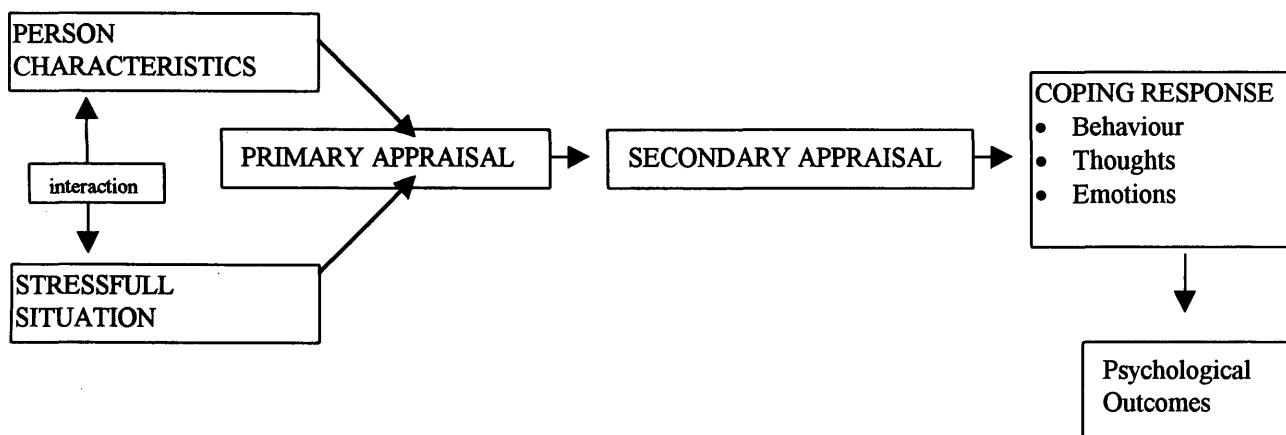 PERSON
CHARACTERISTICS
interaction
STRESSFULL
SITUATION
PRIMARY APPRAISAL
SECONDARY APPRAISAL
COPING RESPONSE
• Behaviour
• Thoughts
• Emotions
Psychological
Outcomes